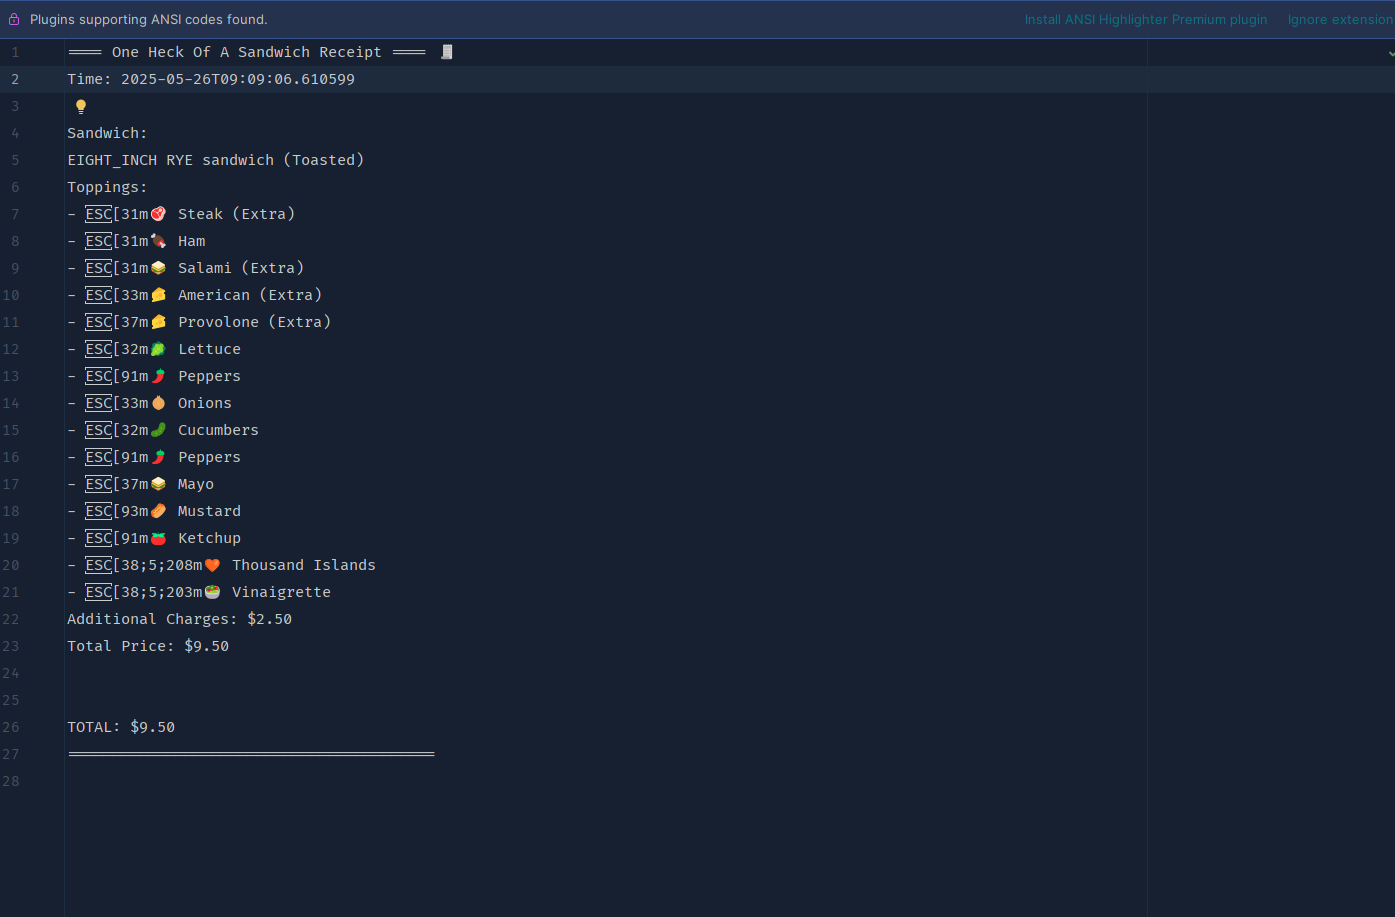 Plugins supporting ANSI codes found. Install ANSI Highlighter Premium plugin Ignore extension
1 ==== One Heck Of A Sandwich Receipt ==== 🧾
2 Time: 2025-05-26T09:09:06.610599
3 💡
4 Sandwich:
5 EIGHT_INCH RYE sandwich (Toasted)
6 Toppings:
7 - ESC[31m🥩 Steak (Extra)
8 - ESC[31m🍖 Ham
9 - ESC[31m🥪 Salami (Extra)
10 - ESC[33m🧀 American (Extra)
11 - ESC[37m🧀 Provolone (Extra)
12 - ESC[32m🥬 Lettuce
13 - ESC[91m🌶 Peppers
14 - ESC[33m🧅 Onions
15 - ESC[32m🥒 Cucumbers
16 - ESC[91m🌶 Peppers
17 - ESC[37m🥪 Mayo
18 - ESC[93m🌭 Mustard
19 - ESC[91m🍅 Ketchup
20 - ESC[38;5;208m🧡 Thousand Islands
21 - ESC[38;5;203m🥗 Vinaigrette
22 Additional Charges: $2.50
23 Total Price: $9.50
24
25
26 TOTAL: $9.50
27 =========================================
28